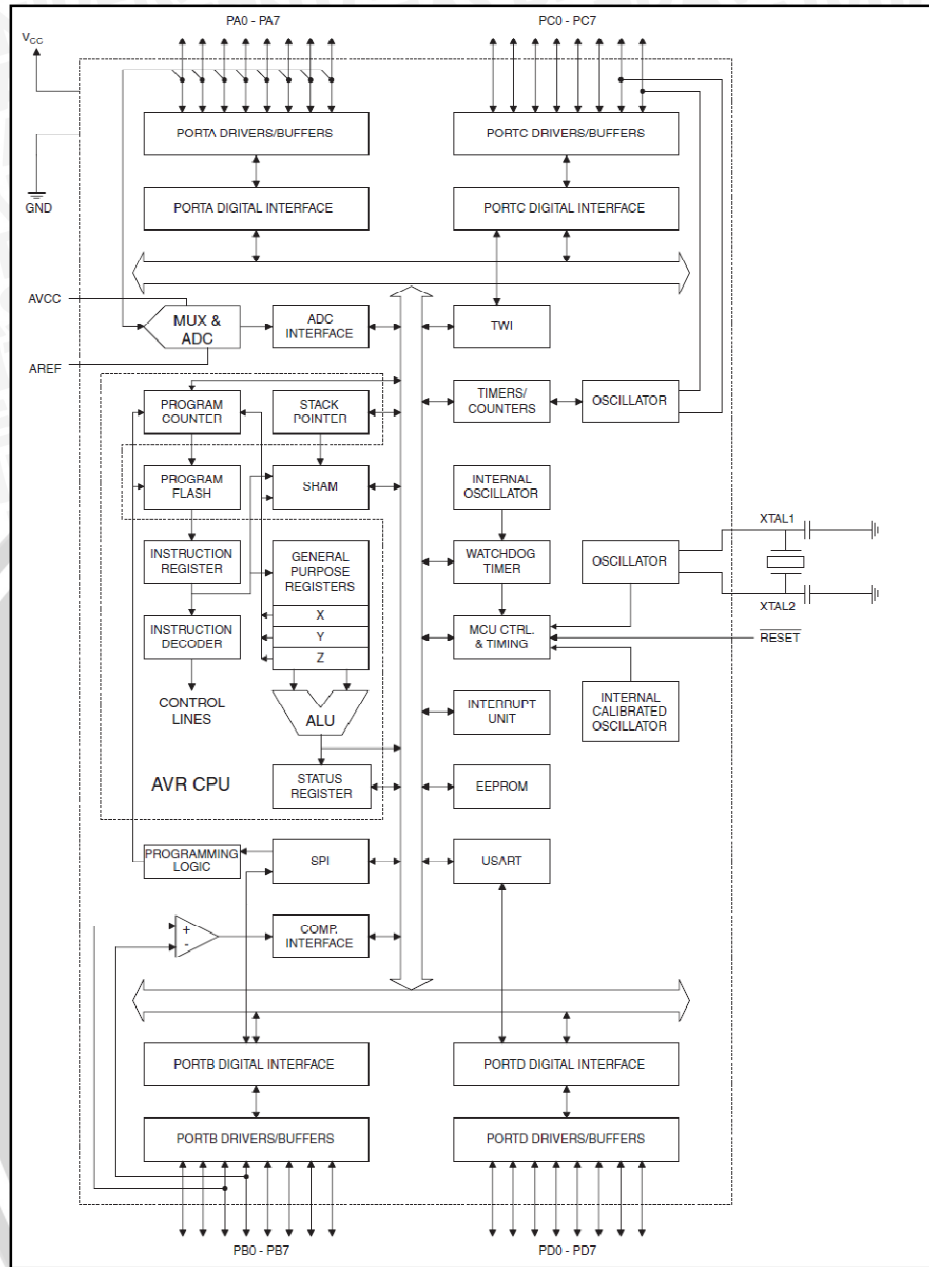 PA0 - PA7
PC0 - PC7
VCC
PORTA DRIVERS/BUFFERS
PORTC DRIVERS/BUFFERS
GND
PORTA DIGITAL INTERFACE
PORTC DIGITAL INTERFACE
AVCC
MUX &
ADC
ADC
INTERFACE
TWI
AREF
PROGRAM
COUNTER
STACK
POINTER
TIMERS/
COUNTERS
OSCILLATOR
PROGRAM
FLASH
SRAM
INTERNAL
OSCILLATOR
XTAL1
INSTRUCTION
REGISTER
GENERAL
PURPOSE
REGISTERS
WATCHDOG
TIMER
OSCILLATOR
X
XTAL2
INSTRUCTION
DECODER
Y
MCU CTRL.
& TIMING
RESET
Z
CONTROL
LINES
ALU
INTERRUPT
UNIT
INTERNAL
CALIBRATED
OSCILLATOR
AVR CPU
STATUS
REGISTER
EEPROM
PROGRAMMING
LOGIC
SPI
USART
+
-
COMP.
INTERFACE
PORTB DIGITAL INTERFACE
PORTD DIGITAL INTERFACE
PORTB DRIVERS/BUFFERS
PORTD DRIVERS/BUFFERS
PB0 - PB7
PD0 - PD7